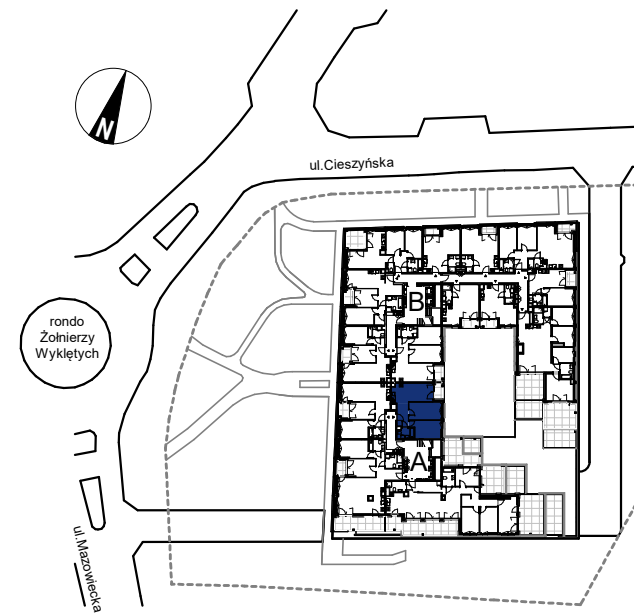 N
ul.Cieszyńska
B
rondo
Żołnierzy
Wyklętych
A
ul.Mazowiecka